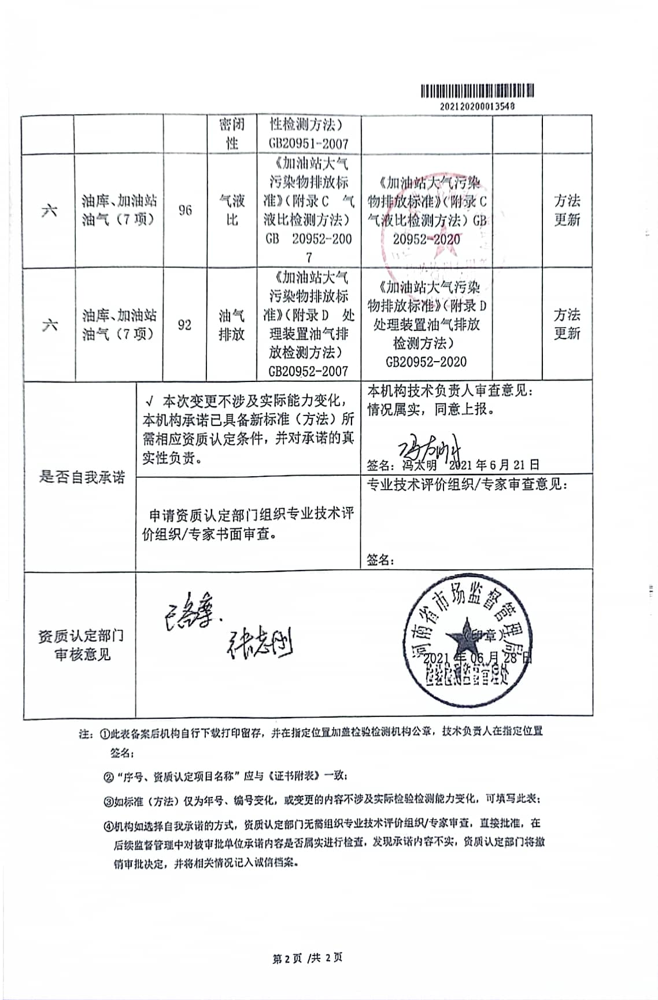 202120200013548
密闭
性
性检测方法）
GB20951-2007
六
油库、加油站
油气（7 项）
96
气液
比
《加油站大气
污染物排放标
准》（附录 C 气
液比检测方法）
GB 20952-200
7
《加油站大气污染
物排放标准》（附录 C
气液比检测方法）GB
20952-2020
方法
更新
六
油库、加油站
油气（7 项）
92
油气
排放
《加油站大气
污染物排放标
准》（附录 D 处
理装置油气排
放检测方法）
GB20952-2007
《加油站大气污染
物排放标准》（附录 D
处理装置油气排放
检测方法）
GB20952-2020
方法
更新
是否自我承诺
√ 本次变更不涉及实际能力变化，
本机构承诺已具备新标准（方法）所
需相应资质认定条件，并对承诺的真
实性负责。
本机构技术负责人审查意见：
情况属实，同意上报。
签名：冯太明 2021 年 6 月 21 日
申请资质认定部门组织专业技术评
价组织/专家书面审查。
专业技术评价组织/专家审查意见：
签名：
资质认定部门
审核意见
张志刚
河南省市场监督管理局
（印章）
2021 年 06 月 28 日
检验检测监督管理处
注：①此表备案后机构自行下载打印留存，并在指定位置加盖检验检测机构公章，技术负责人在指定位置
签名；
②“序号、资质认定项目名称”应与《证书附表》一致；
③如标准（方法）仅为年号、编号变化，或变更的内容不涉及实际检验检测能力变化，可填写此表；
④机构如选择自我承诺的方式，资质认定部门无需组织专业技术评价组织/专家审查，直接批准，在
后续监督管理中对被审批单位承诺内容是否属实进行检查，发现承诺内容不实，资质认定部门将撤
销审批决定，并将相关情况记入诚信档案。
第 2 页 /共 2 页